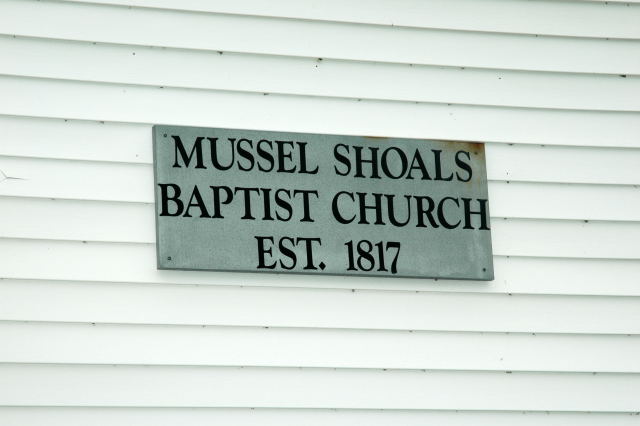 MUSSEL SHOALS
BAPTIST CHURCH
EST. 1817